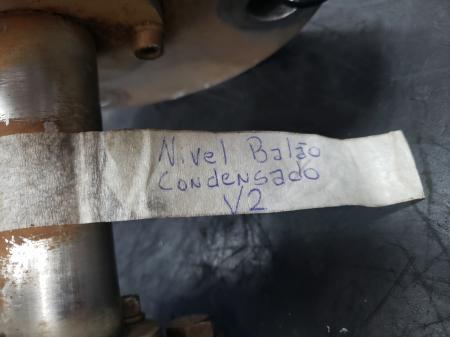 Nivel Balão
Condensado
V2